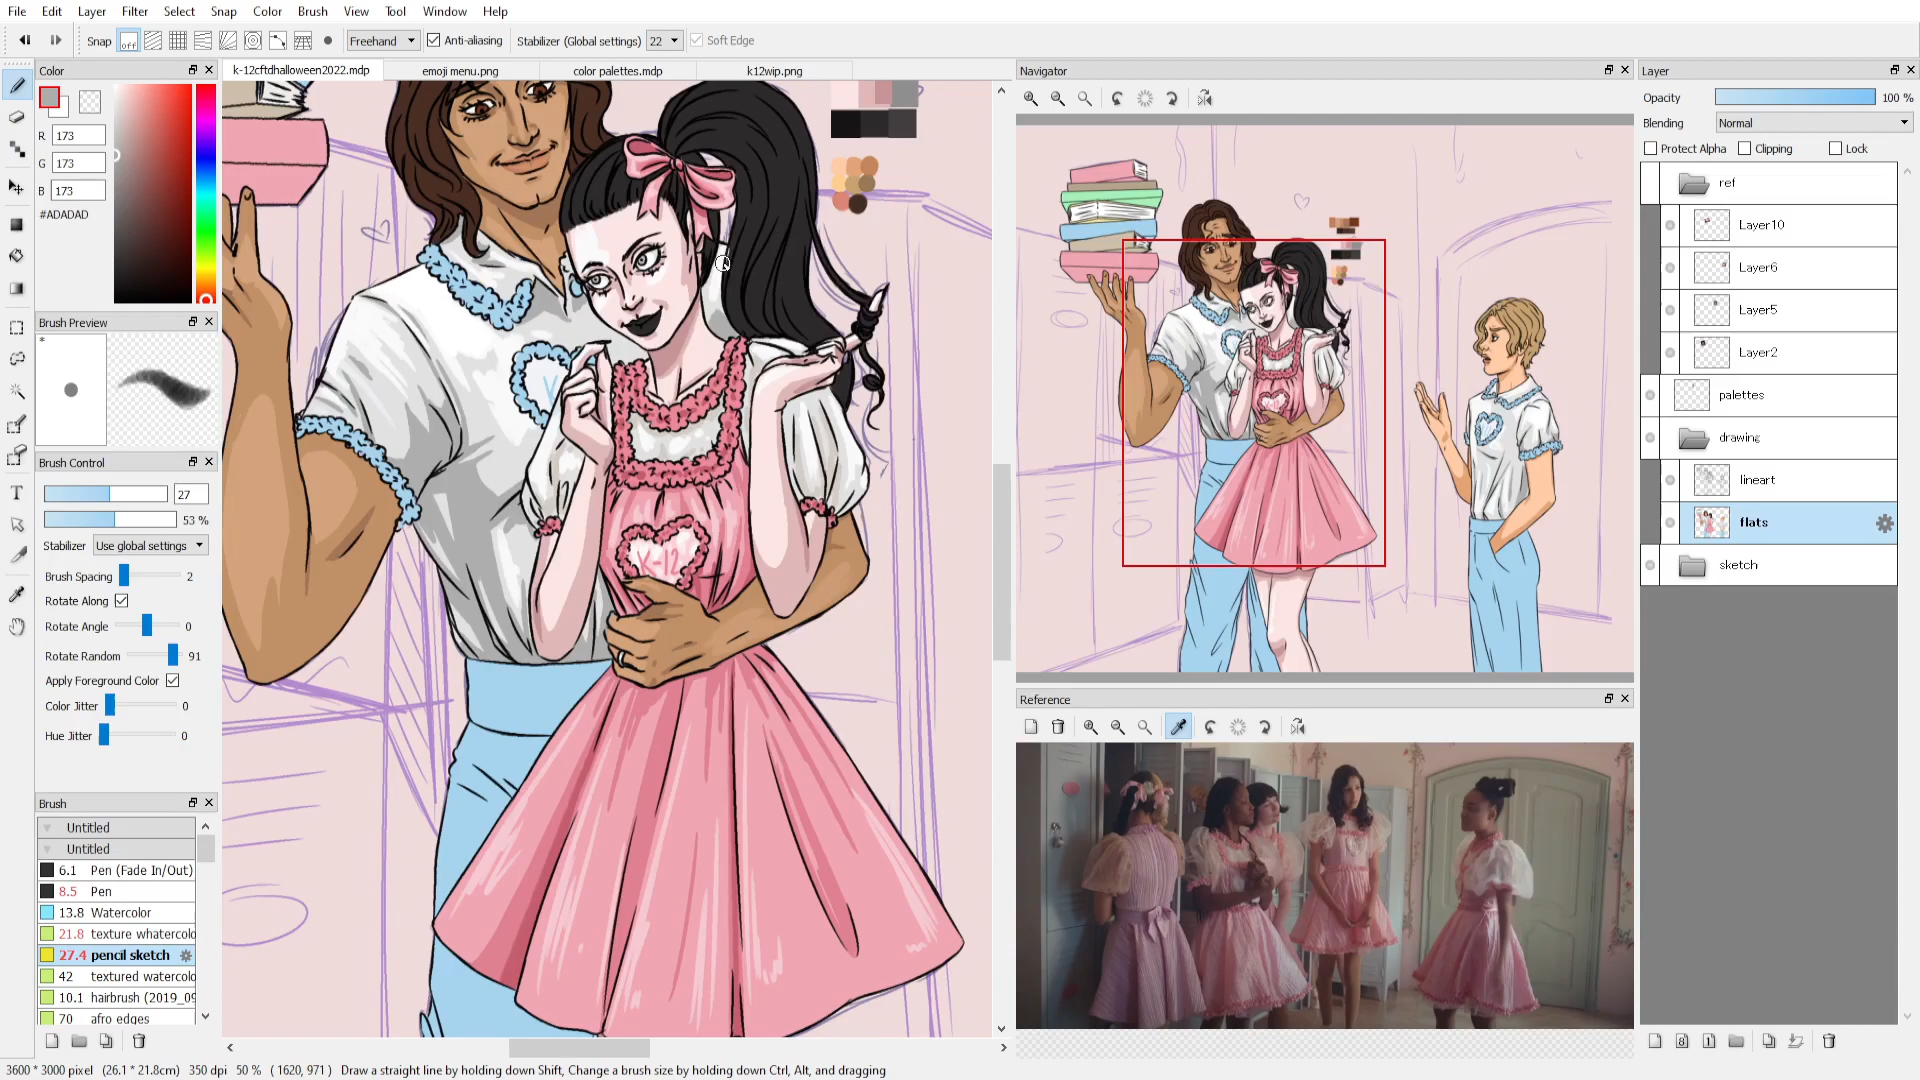 File Edit Layer Filter Select Snap Color Brush View Tool Window Help
Snap off Freehand Anti-aliasing Stabilizer (Global settings) 22 Soft Edge
Color
R 173
G 173
B 173
#ADADAD
Brush Preview
*
Brush Control
27
53 %
Stabilizer Use global settings
Brush Spacing 2
Rotate Along
Rotate Angle 0
Rotate Random 91
Apply Foreground Color
Color Jitter 0
Hue Jitter 0
Brush
Untitled
Untitled
6.1 Pen (Fade In/Out)
8.5 Pen
13.8 Watercolor
21.8 texture whatercolo
27.4 pencil sketch
42 textured watercolo
10.1 hairbrush (2019_09
70 afro edges
k-12cftdhalloween2022.mdp emoji menu.png color palettes.mdp k12wip.png
K-12
Navigator
Reference
Layer
Opacity 100 %
Blending Normal
Protect Alpha Clipping Lock
ref
Layer10
Layer6
Layer5
Layer2
palettes
drawing
lineart
flats
sketch
8 1
3600 * 3000 pixel (26.1 * 21.8cm) 350 dpi 50 % ( 1620, 971 ) Draw a straight line by holding down Shift, Change a brush size by holding down Ctrl, Alt, and dragging